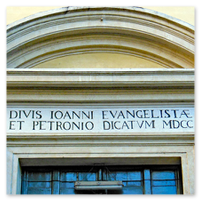 DIVIS IOANNI EVANGELISTÆ
ET PETRONIO DICATVM MDCC